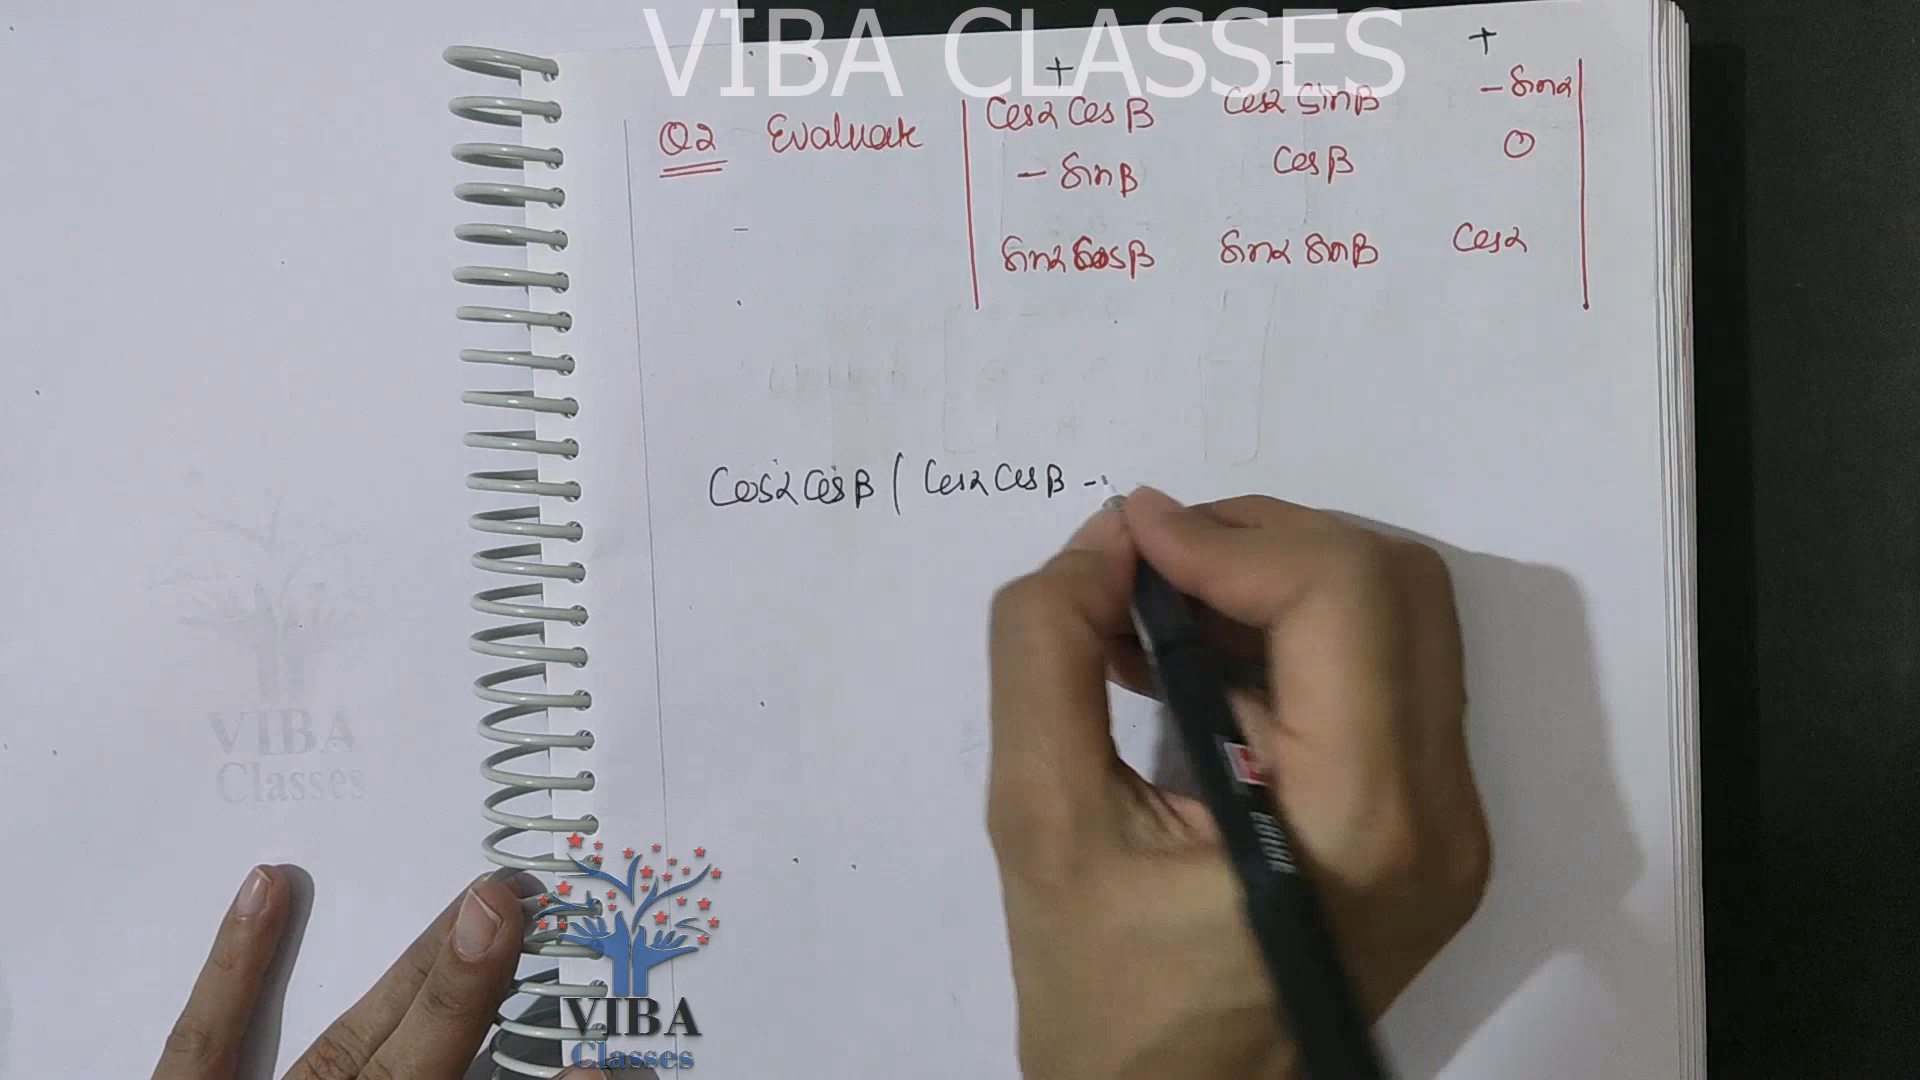 VIBA CLASSES
+ - +
Q2 Evaluate | Cosα Cosβ Cosα Sinβ -Sinα |
- Sinβ Cosβ 0
Sinα Cosβ Sinα Sinβ Cosα
Cosα Cosβ ( Cosα Cosβ -
VIBA
Classes
VIBA
Classes